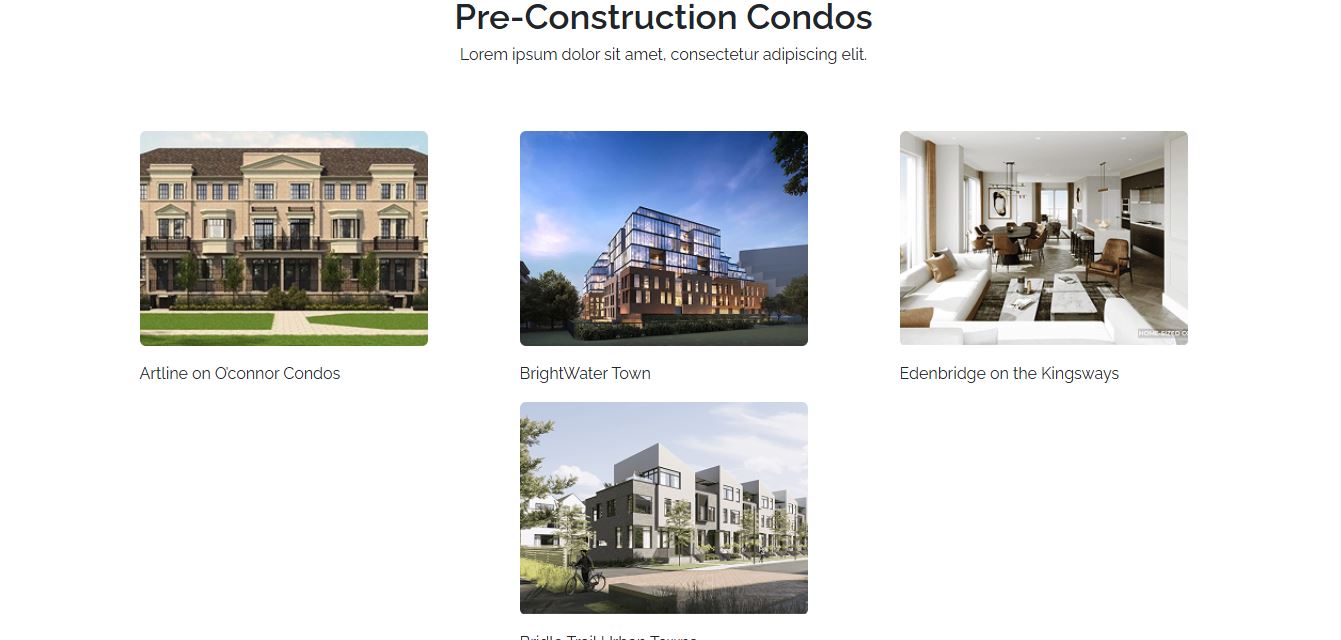 Pre-Construction Condos
Lorem ipsum dolor sit amet, consectetur adipiscing elit.
HOME-SIZED CO
Artline on O'connor Condos
BrightWater Town
Edenbridge on the Kingsways
Bridle Trail Urban Towns